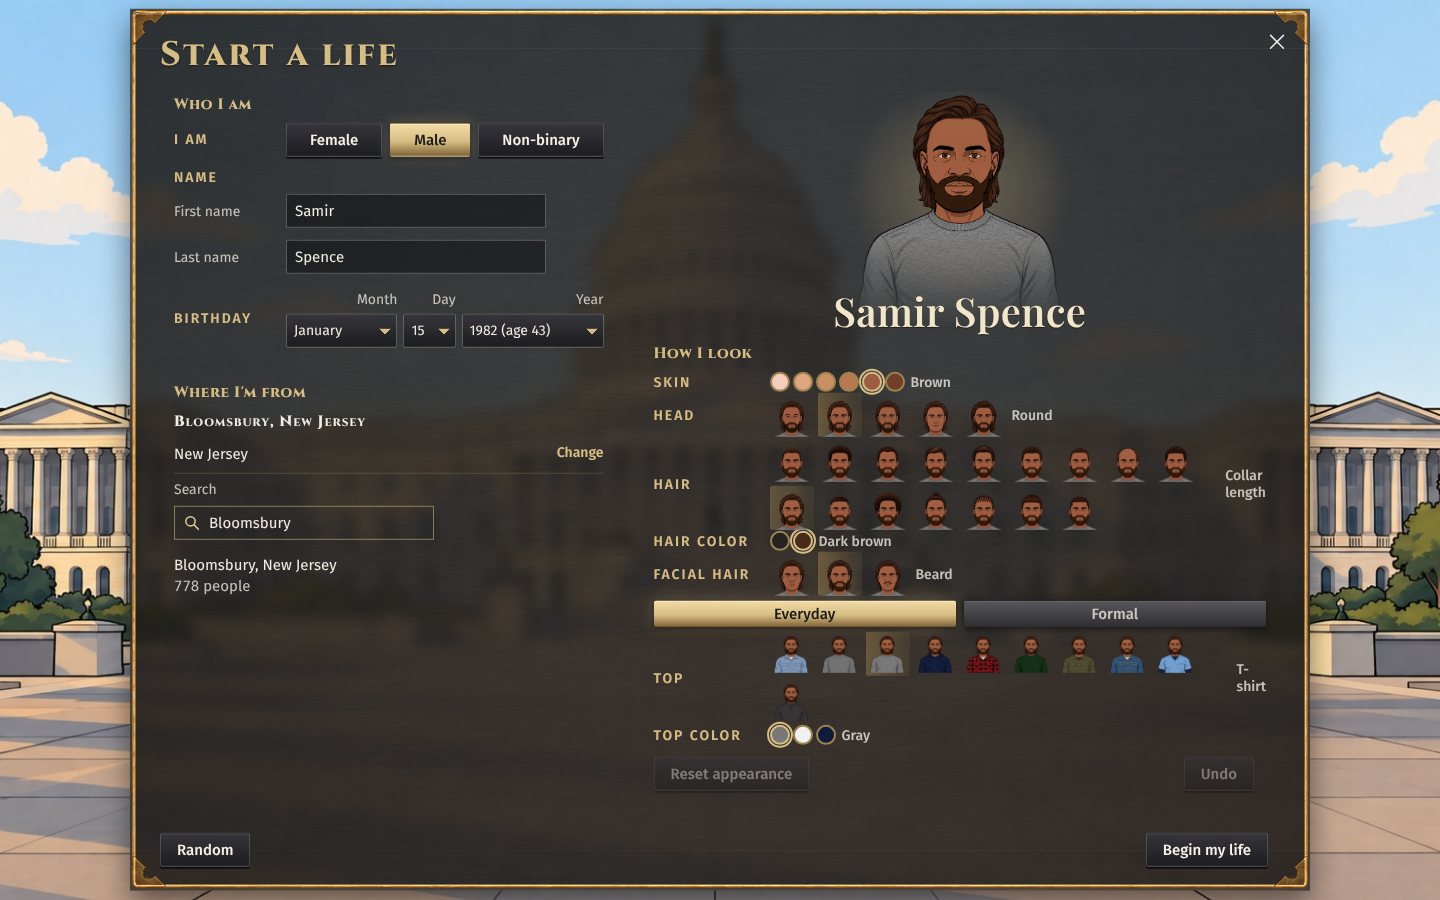 Start a life
Who I am
I AM
Female
Male
Non-binary
NAME
First name
Samir
Last name
Spence
BIRTHDAY
Month
Day
Year
January
15
1982 (age 43)
Where I'm from
Bloomsbury, New Jersey
New Jersey
Change
Search
Bloomsbury
Bloomsbury, New Jersey
778 people
Random
Samir Spence
How I look
SKIN
Brown
HEAD
Round
HAIR
Collar
length
HAIR COLOR
Dark brown
FACIAL HAIR
Beard
Everyday
Formal
TOP
T-
shirt
TOP COLOR
Gray
Reset appearance
Undo
Begin my life